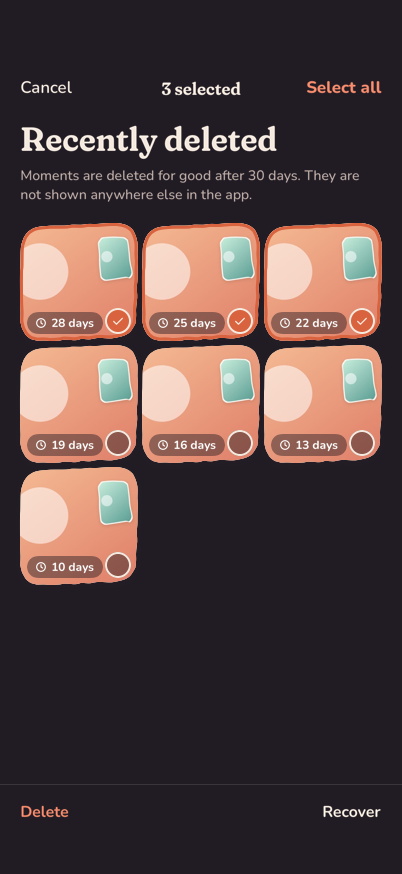 Cancel
3 selected
Select all
Recently deleted
Moments are deleted for good after 30 days. They are
not shown anywhere else in the app.
28 days
25 days
22 days
19 days
16 days
13 days
10 days
Delete
Recover